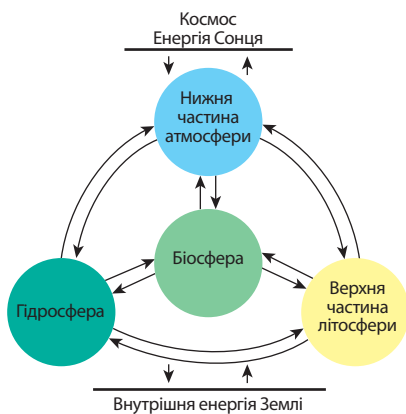 Космос
Енергія Сонця
Нижня
частина
атмосфери
Біосфера
Гідросфера
Верхня
частина
літосфери
Внутрішня енергія Землі